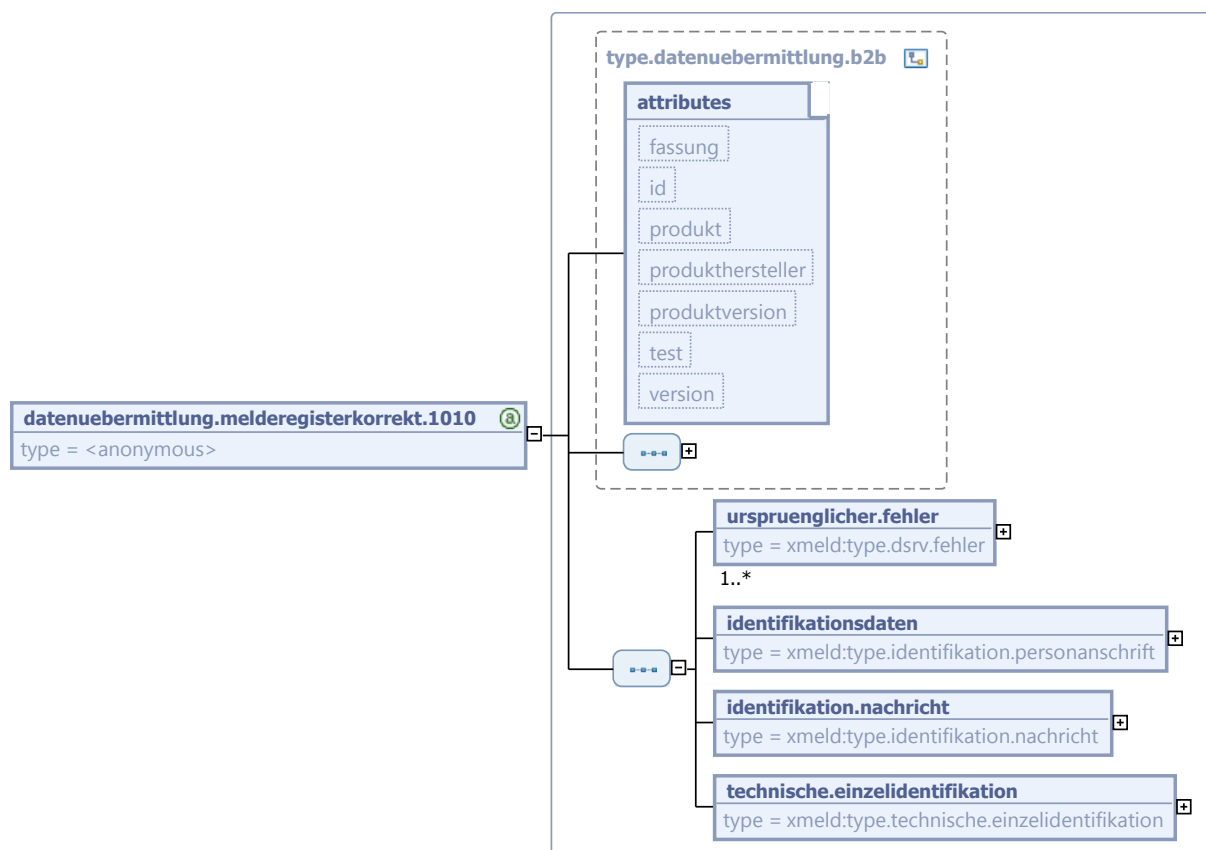 type.datenuebermittlung.b2b
attributes
fassung
id
produkt
produkthersteller
produktversion
test
version
datenuebermittlung.melderegisterkorrekt.1010
type = <anonymous>
urspruenglicher.fehler
type = xmeld:type.dsrv.fehler
1..*
identifikationsdaten
type = xmeld:type.identifikation.personanschrift
identifikation.nachricht
type = xmeld:type.identifikation.nachricht
technische.einzelidentifikation
type = xmeld:type.technische.einzelidentifikation